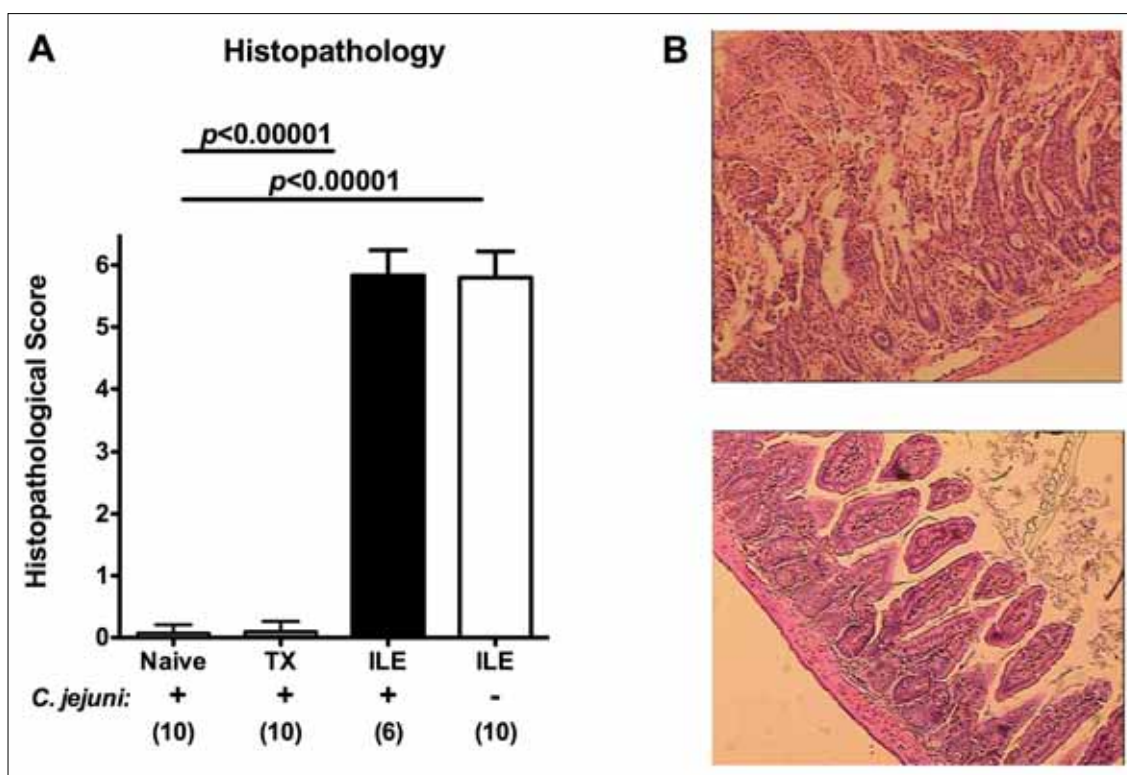 A
Histopathology
B
p<0.00001
p<0.00001
Histopathological Score
6
5
4
3
2
1
0
Naive TX ILE ILE
C. jejuni: + + + -
(10) (10) (6) (10)